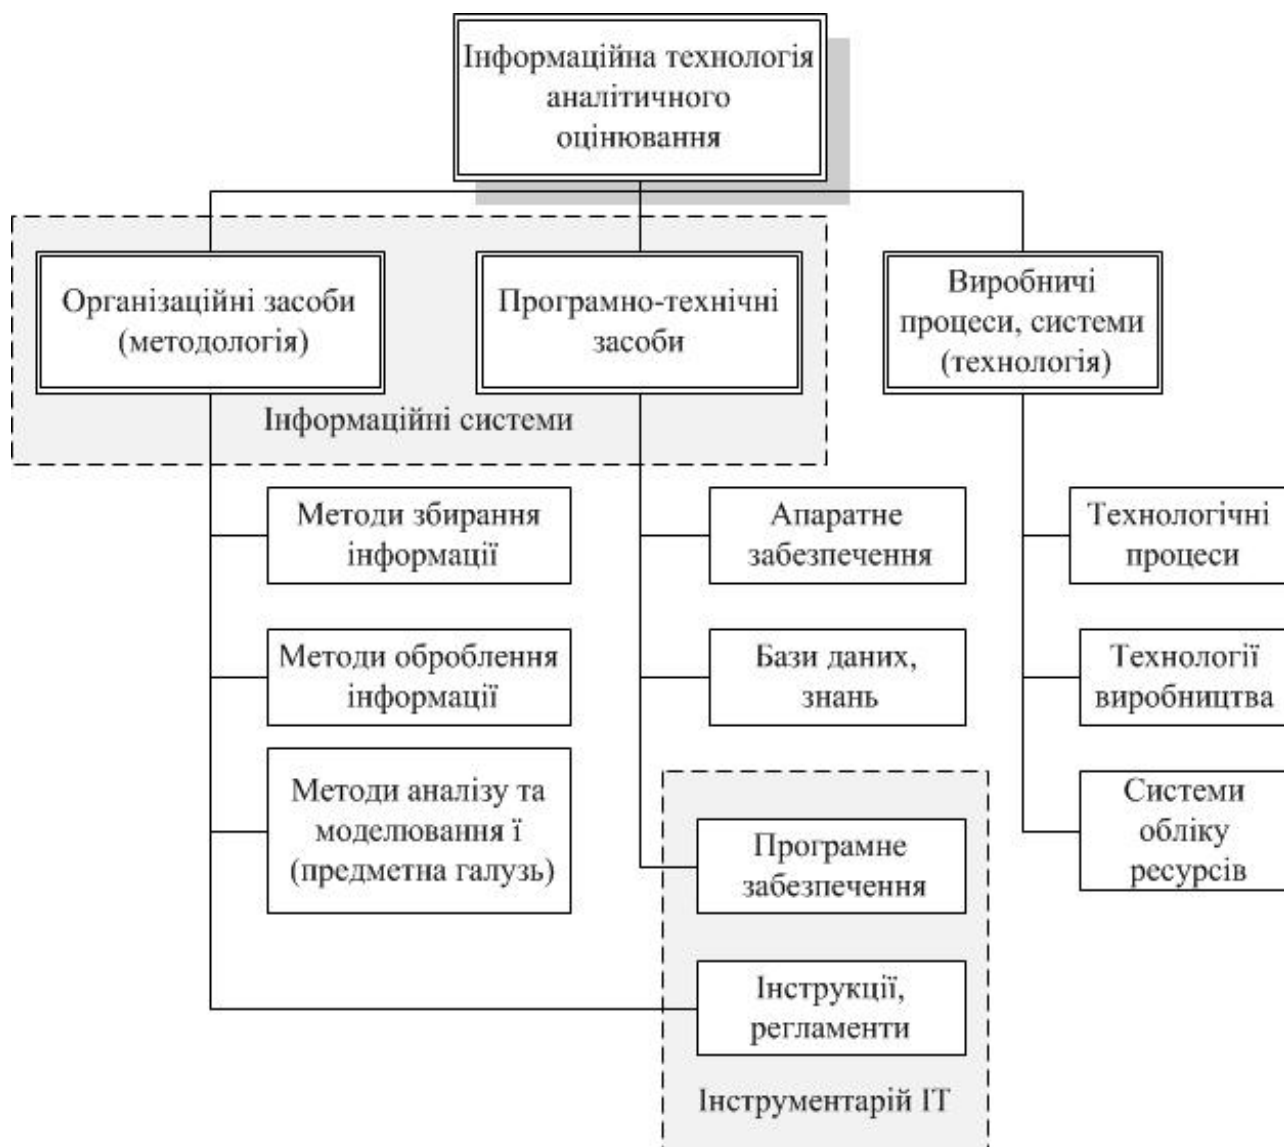 Інформаційна технологія
аналітичного
оцінювання
Організаційні засоби
(методологія)
Програмно-технічні
засоби
Виробничі
процеси, системи
(технологія)
Інформаційні системи
Методи збирання
інформації
Апаратне
забезпечення
Технологічні
процеси
Методи оброблення
інформації
Бази даних,
знань
Технології
виробництва
Методи аналізу та
моделювання ї
(предметна галузь)
Програмне
забезпечення
Системи
обліку
ресурсів
Інструкції,
регламенти
Інструментарій ІТ